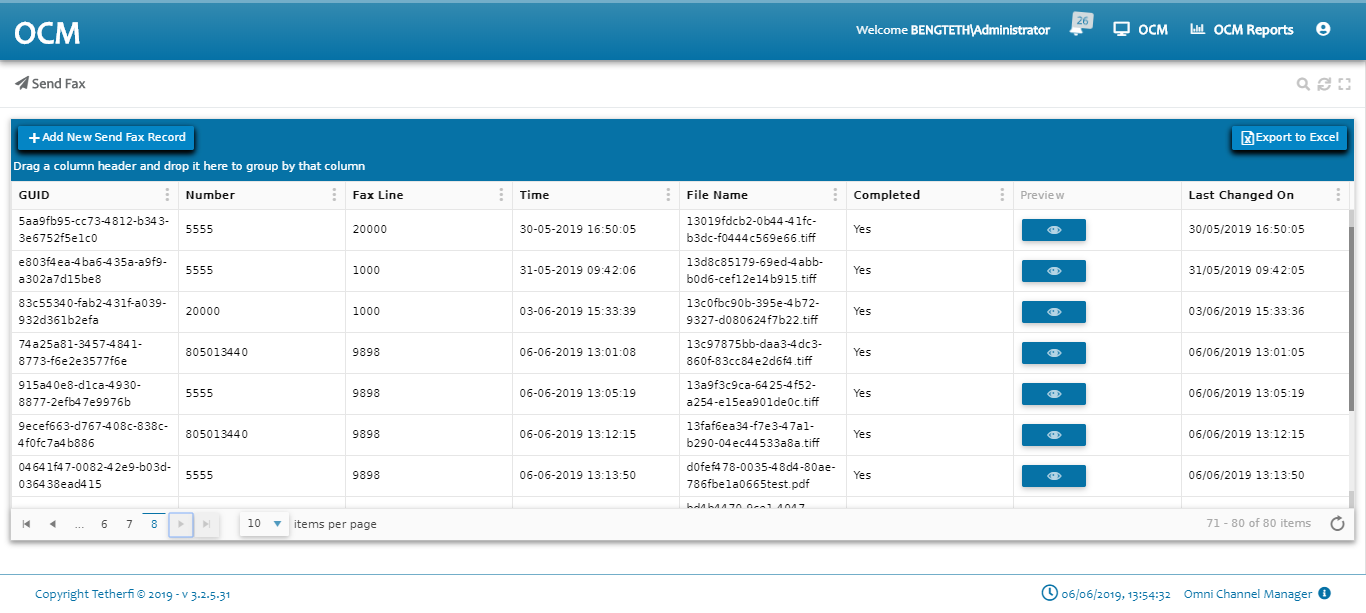 OCM
Welcome BENGTETH\Administrator
26
OCM
OCM Reports
Send Fax
Add New Send Fax Record
Export to Excel
Drag a column header and drop it here to group by that column
GUID Number Fax Line Time File Name Completed Preview Last Changed On
5aa9fb95-cc73-4812-b343-
3e6752f5e1c0
5555
20000
30-05-2019 16:50:05
13019fdcb2-0b44-41fc-
b3dc-f0444c569e66.tiff
Yes
30/05/2019 16:50:05
e803f4ea-4ba6-435a-a9f9-
a302a7d15be8
5555
1000
31-05-2019 09:42:06
13d8c85179-69ed-4abb-
b0d6-cef12e14b915.tiff
Yes
31/05/2019 09:42:05
83c55340-fab2-431f-a039-
932d361b2efa
20000
1000
03-06-2019 15:33:39
13c0fbc90b-395e-4b72-
9327-d080624f7b22.tiff
Yes
03/06/2019 15:33:36
74a25a81-3457-4841-
8773-f6e2e3577f6e
805013440
9898
06-06-2019 13:01:08
13c97875bb-daa3-4dc3-
860f-83cc84e2d6f4.tiff
Yes
06/06/2019 13:01:05
915a40e8-d1ca-4930-
8877-2efb47e9976b
5555
9898
06-06-2019 13:05:19
13a9f3c9ca-6425-4f52-
a254-e15ea901de0c.tiff
Yes
06/06/2019 13:05:19
9ecef663-d767-408c-838c-
4f0fc7a4b886
805013440
9898
06-06-2019 13:12:15
13faf6ea34-f7e3-47a1-
b290-04ec44533a8a.tiff
Yes
06/06/2019 13:12:15
04641f47-0082-42e9-b03d-
036438ead415
5555
9898
06-06-2019 13:13:50
d0fef478-0035-48d4-80ae-
786fbe1a0665test.pdf
Yes
06/06/2019 13:13:50
... 6 7 8
10 items per page
71 - 80 of 80 items
Copyright Tetherfi © 2019 - v 3.2.5.31
06/06/2019, 13:54:32
Omni Channel Manager